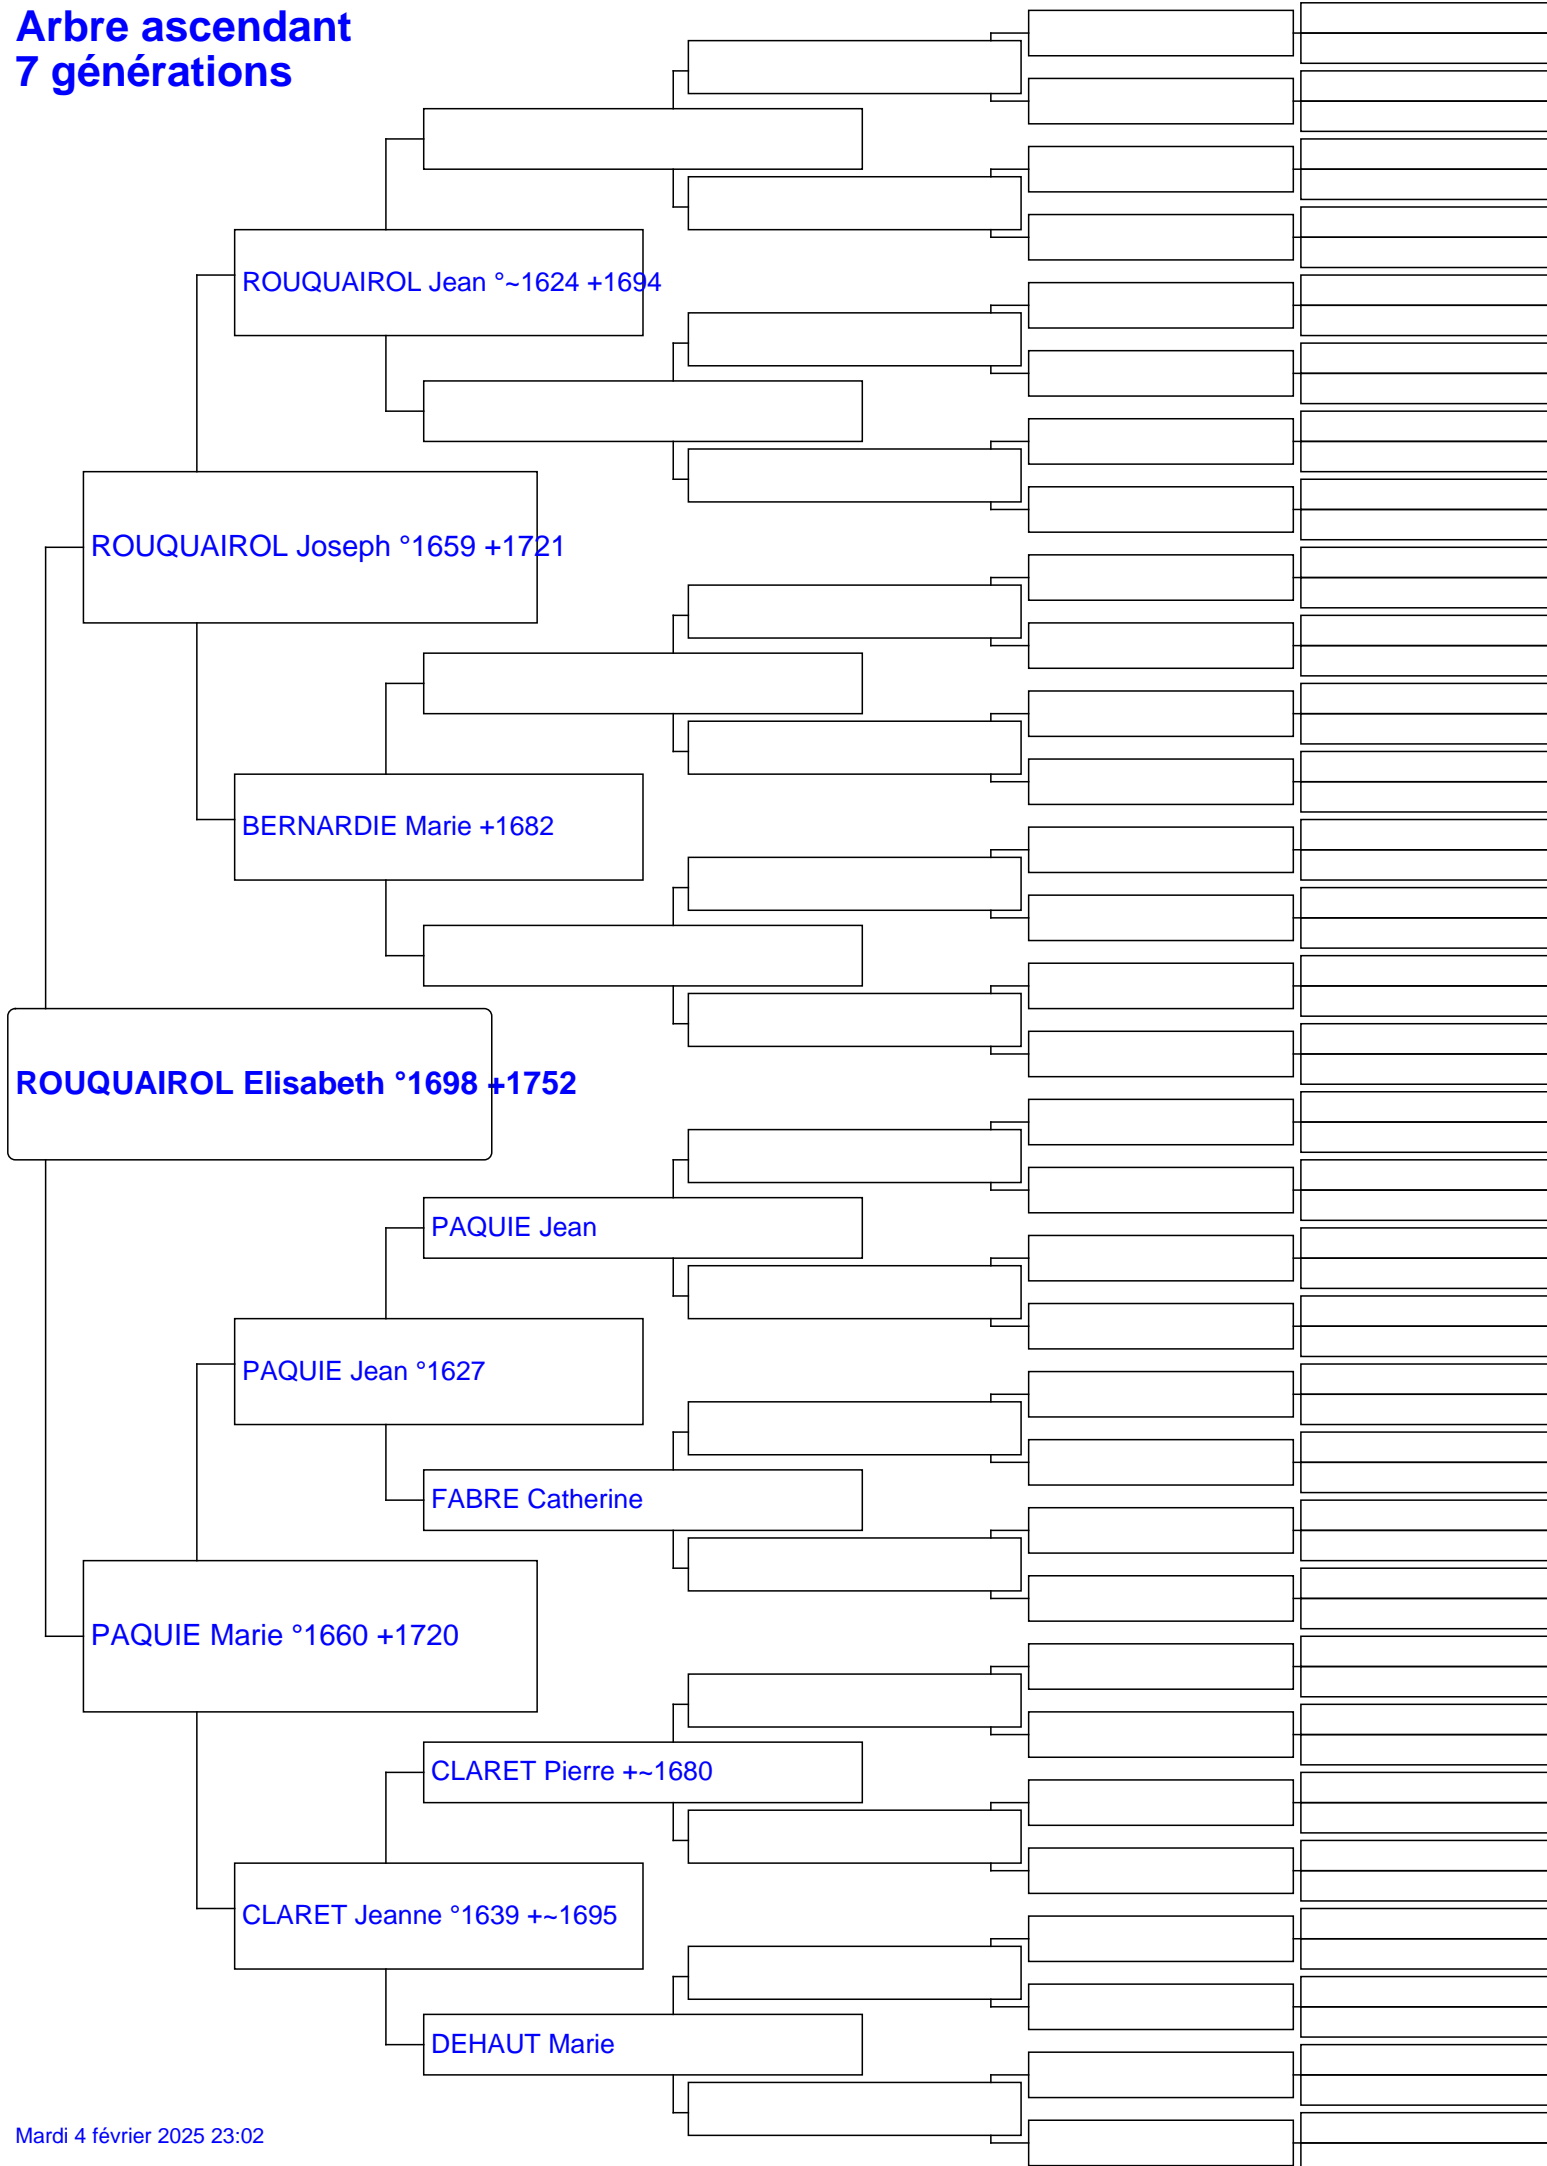 Arbre ascendant
7 générations
ROUQUAIROL Jean °~1624 +1694
ROUQUAIROL Joseph °1659 +1721
BERNARDIE Marie +1682
ROUQUAIROL Elisabeth °1698 +1752
PAQUIE Jean
PAQUIE Jean °1627
FABRE Catherine
PAQUIE Marie °1660 +1720
CLARET Pierre +~1680
CLARET Jeanne °1639 +~1695
DEHAUT Marie
Mardi 4 février 2025 23:02